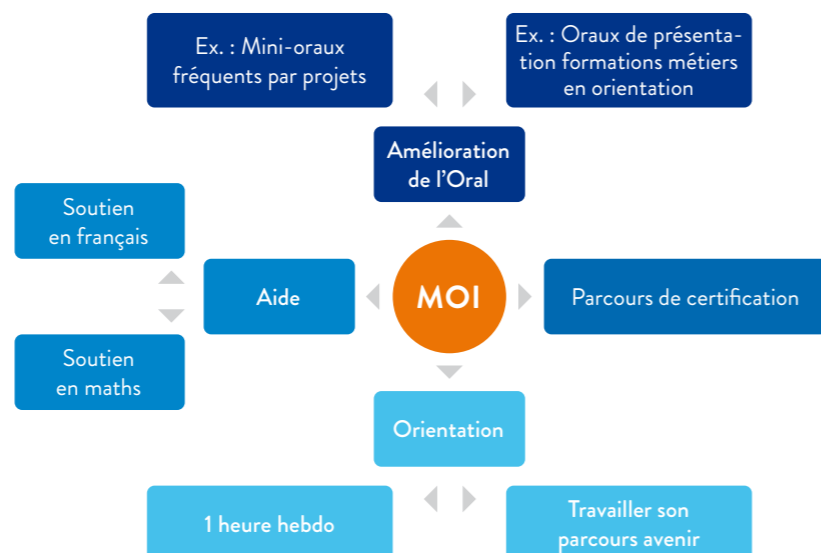 Ex. : Mini-oraux
fréquents par projets
Ex. : Oraux de présenta-
tion formations métiers
en orientation
Amélioration
de l'Oral
Soutien
en français
Aide
MOI
Parcours de certification
Soutien
en maths
Orientation
1 heure hebdo
Travailler son
parcours avenir